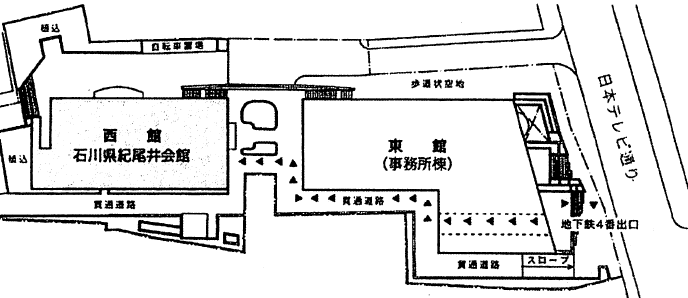 植込
自転車置場
歩道状空地
日本テレビ通り
西館
石川県紀尾井会館
東館
(事務所棟)
植込
貫通道路
貫通道路
地下鉄4番出口
貫通道路
スロープ